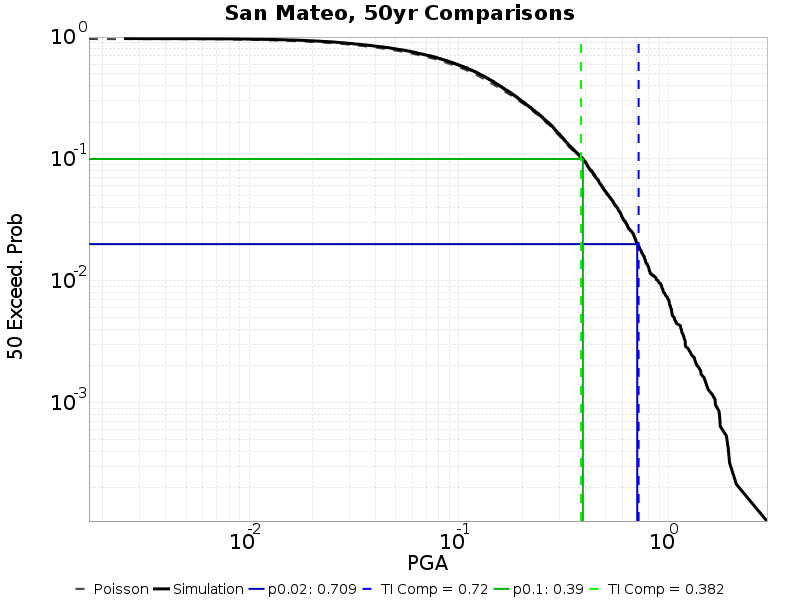 San Mateo, 50yr Comparisons
10^0
10^-1
10^-2
10^-3
50 Exceed. Prob
10^-2
10^-1
10^0
PGA
Poisson Simulation p0.02: 0.709 TI Comp = 0.72 p0.1: 0.39 TI Comp = 0.382